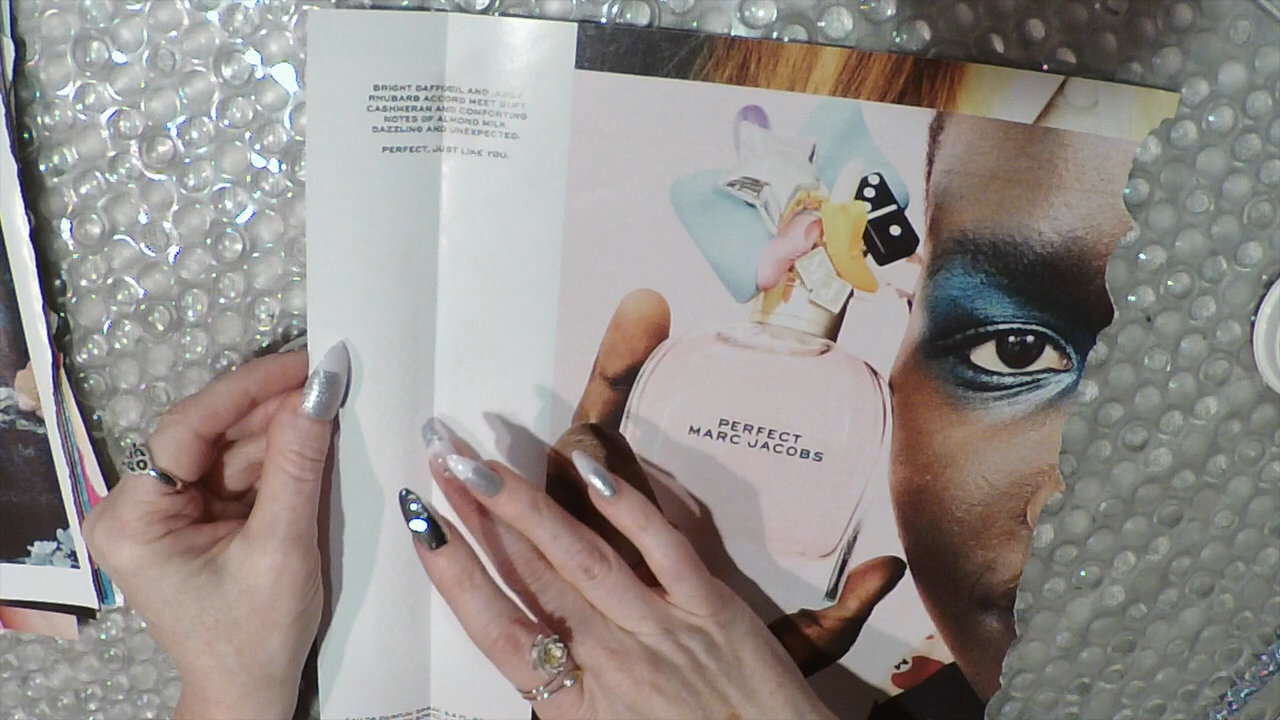 BRIGHT DAFFODIL AND JUICY
RHUBARB ACCORD MEET SOFT
CASHMERAN AND COMFORTING
NOTES OF ALMOND MILK.
DAZZLING AND UNEXPECTED.
PERFECT, JUST LIKE YOU.
PERFECT
MARC JACOBS